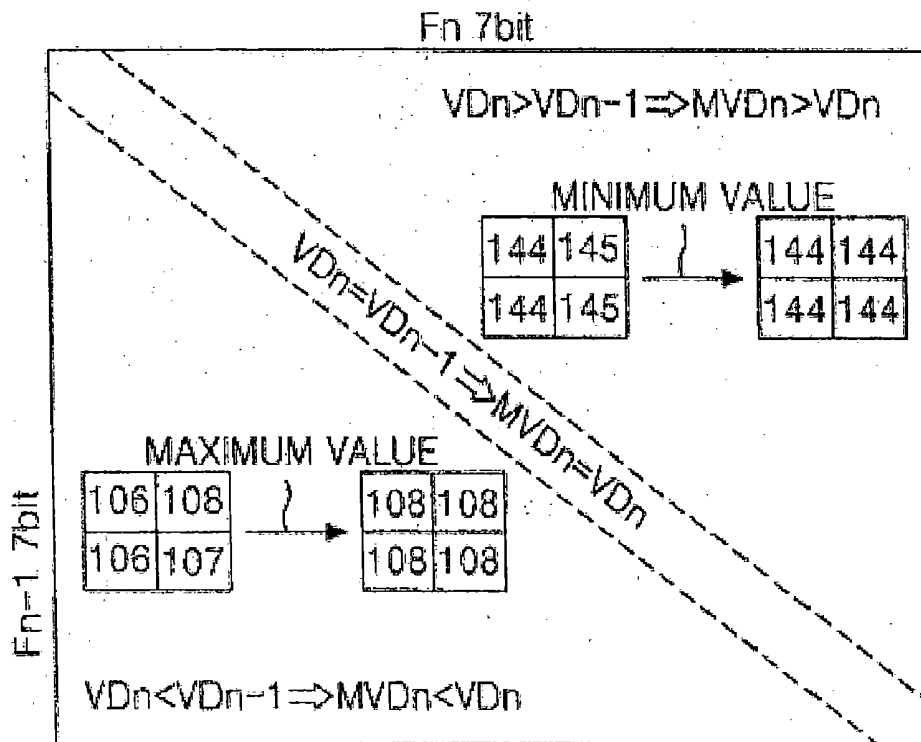 Fn 7bit
VDn>VDn-1⇒MVDn>VDn
MINIMUM VALUE
144 145 144 144
144 145 144 144
VDn=VDn-1⇒MVDn=VDn
MAXIMUM VALUE
106 108 108 108
106 107 108 108
Fn-1 7bit
VDn<VDn-1⇒MVDn<VDn